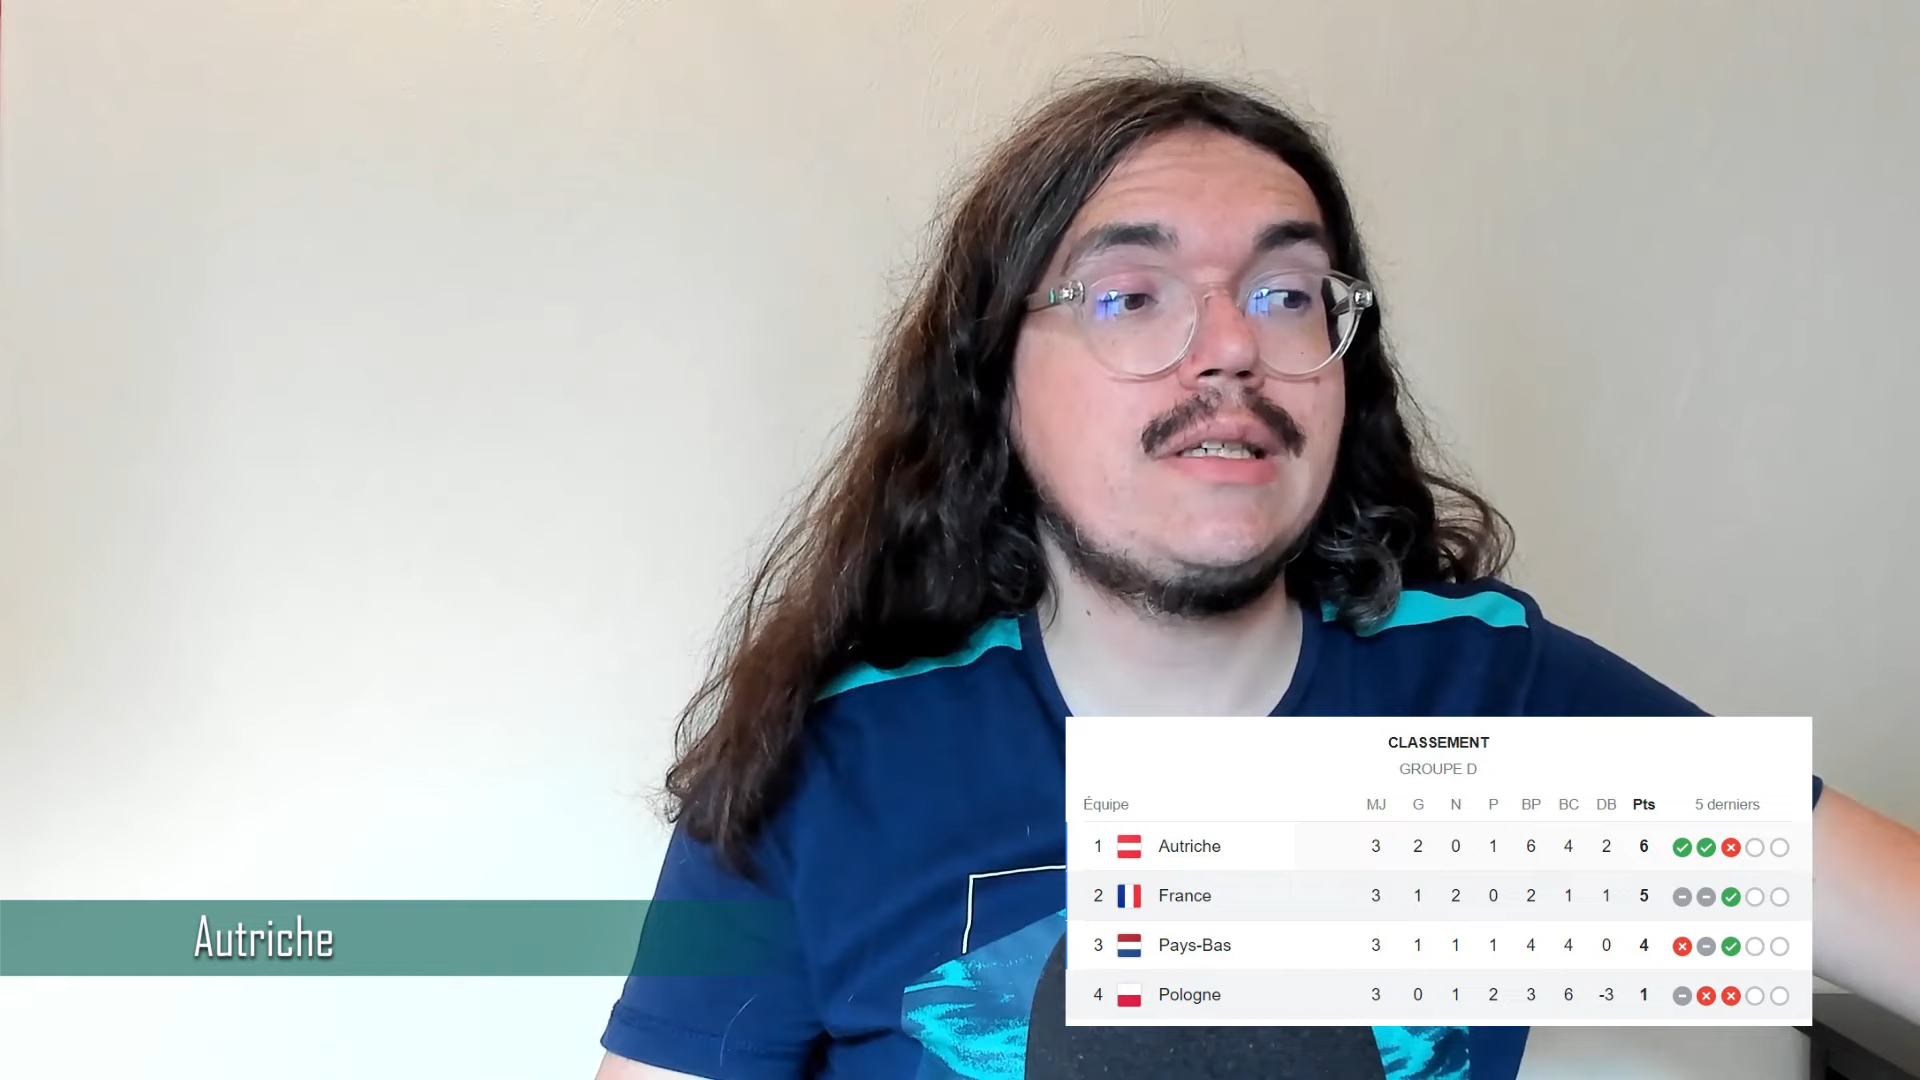 Autriche
CLASSEMENT
GROUPE D
Équipe MJ G N P BP BC DB Pts 5 derniers
1 Autriche 3 2 0 1 6 4 2 6
2 France 3 1 2 0 2 1 1 5
3 Pays-Bas 3 1 1 1 4 4 0 4
4 Pologne 3 0 1 2 3 6 -3 1